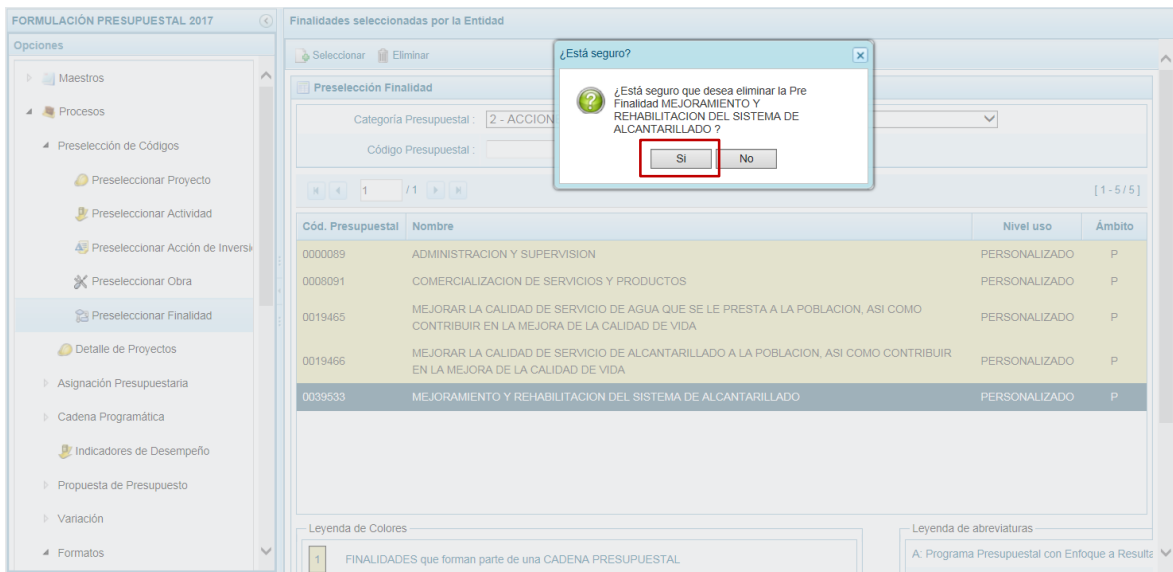 FORMULACIÓN PRESUPUESTAL 2017
Opciones
Maestros
Procesos
Preselección de Códigos
Preseleccionar Proyecto
Preseleccionar Actividad
Preseleccionar Acción de Inversi
Preseleccionar Obra
Preseleccionar Finalidad
Detalle de Proyectos
Asignación Presupuestaria
Cadena Programática
Indicadores de Desempeño
Propuesta de Presupuesto
Variación
Formatos
Finalidades seleccionadas por la Entidad
Seleccionar Eliminar
Preselección Finalidad
Categoría Presupuestal : 2 - ACCION
Código Presupuestal :
¿Está seguro?
¿Está seguro que desea eliminar la Pre
Finalidad MEJORAMIENTO Y
REHABILITACION DEL SISTEMA DE
ALCANTARILLADO ?
Si No
1 / 1 [ 1 - 5 / 5 ]
Cód. Presupuestal Nombre Nivel uso Ámbito
0000089 ADMINISTRACION Y SUPERVISION PERSONALIZADO P
0008091 COMERCIALIZACION DE SERVICIOS Y PRODUCTOS PERSONALIZADO P
0019465 MEJORAR LA CALIDAD DE SERVICIO DE AGUA QUE SE LE PRESTA A LA POBLACION, ASI COMO
CONTRIBUIR EN LA MEJORA DE LA CALIDAD DE VIDA PERSONALIZADO P
0019466 MEJORAR LA CALIDAD DE SERVICIO DE ALCANTARILLADO A LA POBLACION, ASI COMO CONTRIBUIR
EN LA MEJORA DE LA CALIDAD DE VIDA PERSONALIZADO P
0039533 MEJORAMIENTO Y REHABILITACION DEL SISTEMA DE ALCANTARILLADO PERSONALIZADO P
Leyenda de Colores
1 FINALIDADES que forman parte de una CADENA PRESUPUESTAL
Leyenda de abreviaturas
A: Programa Presupuestal con Enfoque a Resulta